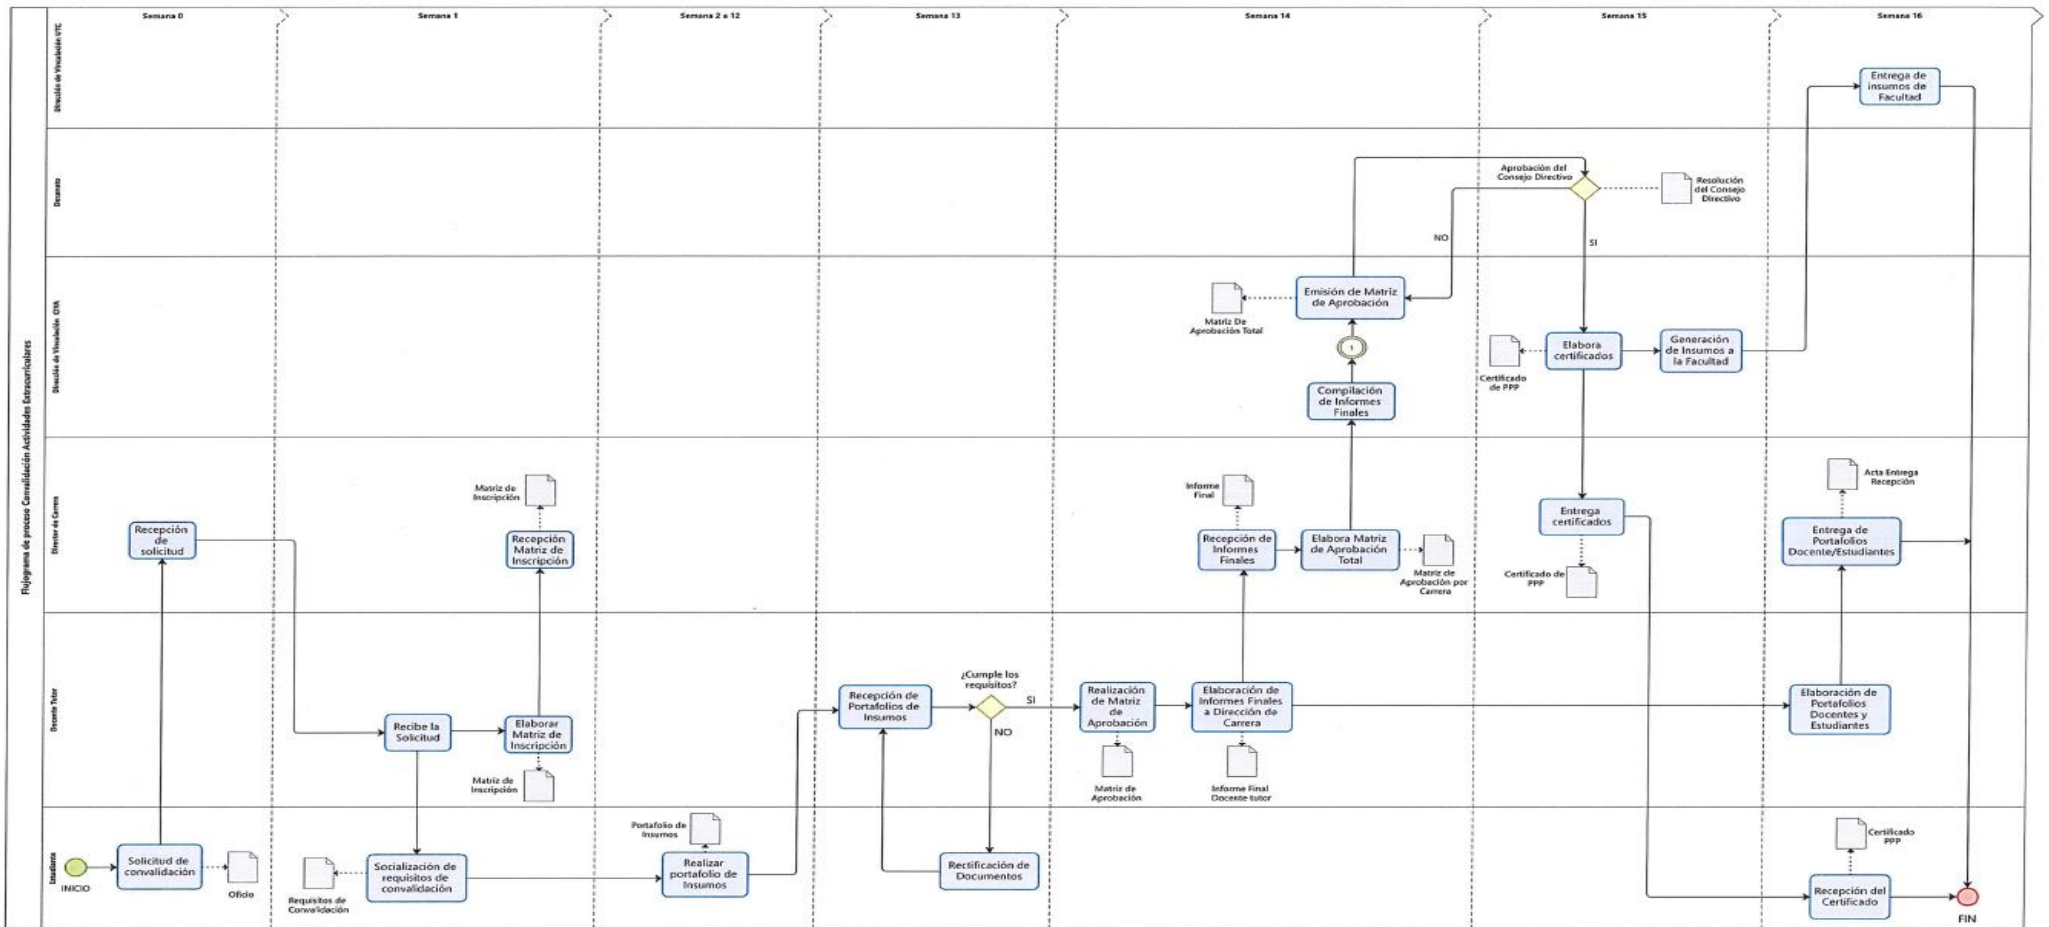 Semana 0
Semana 1
Semana 2 a 12
Semana 13
Semana 14
Semana 15
Semana 16
Flujograma de proceso Convalidación Actividades Extracurriculares
Dirección de Vinculación UTC
Entrega de
insumos de
Facultad
Decanato
Aprobación del
Consejo Directivo
Resolución
del Consejo
Directivo
NO
SI
Dirección de Vinculación
Emisión de Matriz
de Aprobación
Matriz De
Aprobación Total
1
Compilación
de Informes
Finales
Elabora
certificados
Certificado
de PPP
Generación
de Insumos a
la Facultad
Director de Carrera
Recepción
de
solicitud
Matriz de
Inscripción
Recepción
Matriz de
Inscripción
Informe
Final
Recepción de
Informes
Finales
Elabora Matriz
de Aprobación
Total
Matriz de
Aprobación por
Carrera
Entrega
certificados
Certificado de
PPP
Acta Entrega
Recepción
Entrega de
Portafolios
Docente/Estudiantes
Docente Tutor
Recibe la
Solicitud
Elaborar
Matriz de
Inscripción
Matriz de
Inscripción
Recepción de
Portafolios de
Insumos
¿Cumple los
requisitos?
SI
NO
Realización
de Matriz
de
Aprobación
Matriz de
Aprobación
Elaboración de
Informes Finales
a Dirección de
Carrera
Informe Final
Docente tutor
Elaboración de
Portafolios
Docentes y
Estudiantes
Estudiante
INICIO
Solicitud de
convalidación
Oficio
Requisitos de
Convalidación
Socialización de
requisitos de
convalidación
Portafolio de
Insumos
Realizar
portafolio de
Insumos
Rectificación de
Documentos
Certificado
PPP
Recepción del
Certificado
FIN